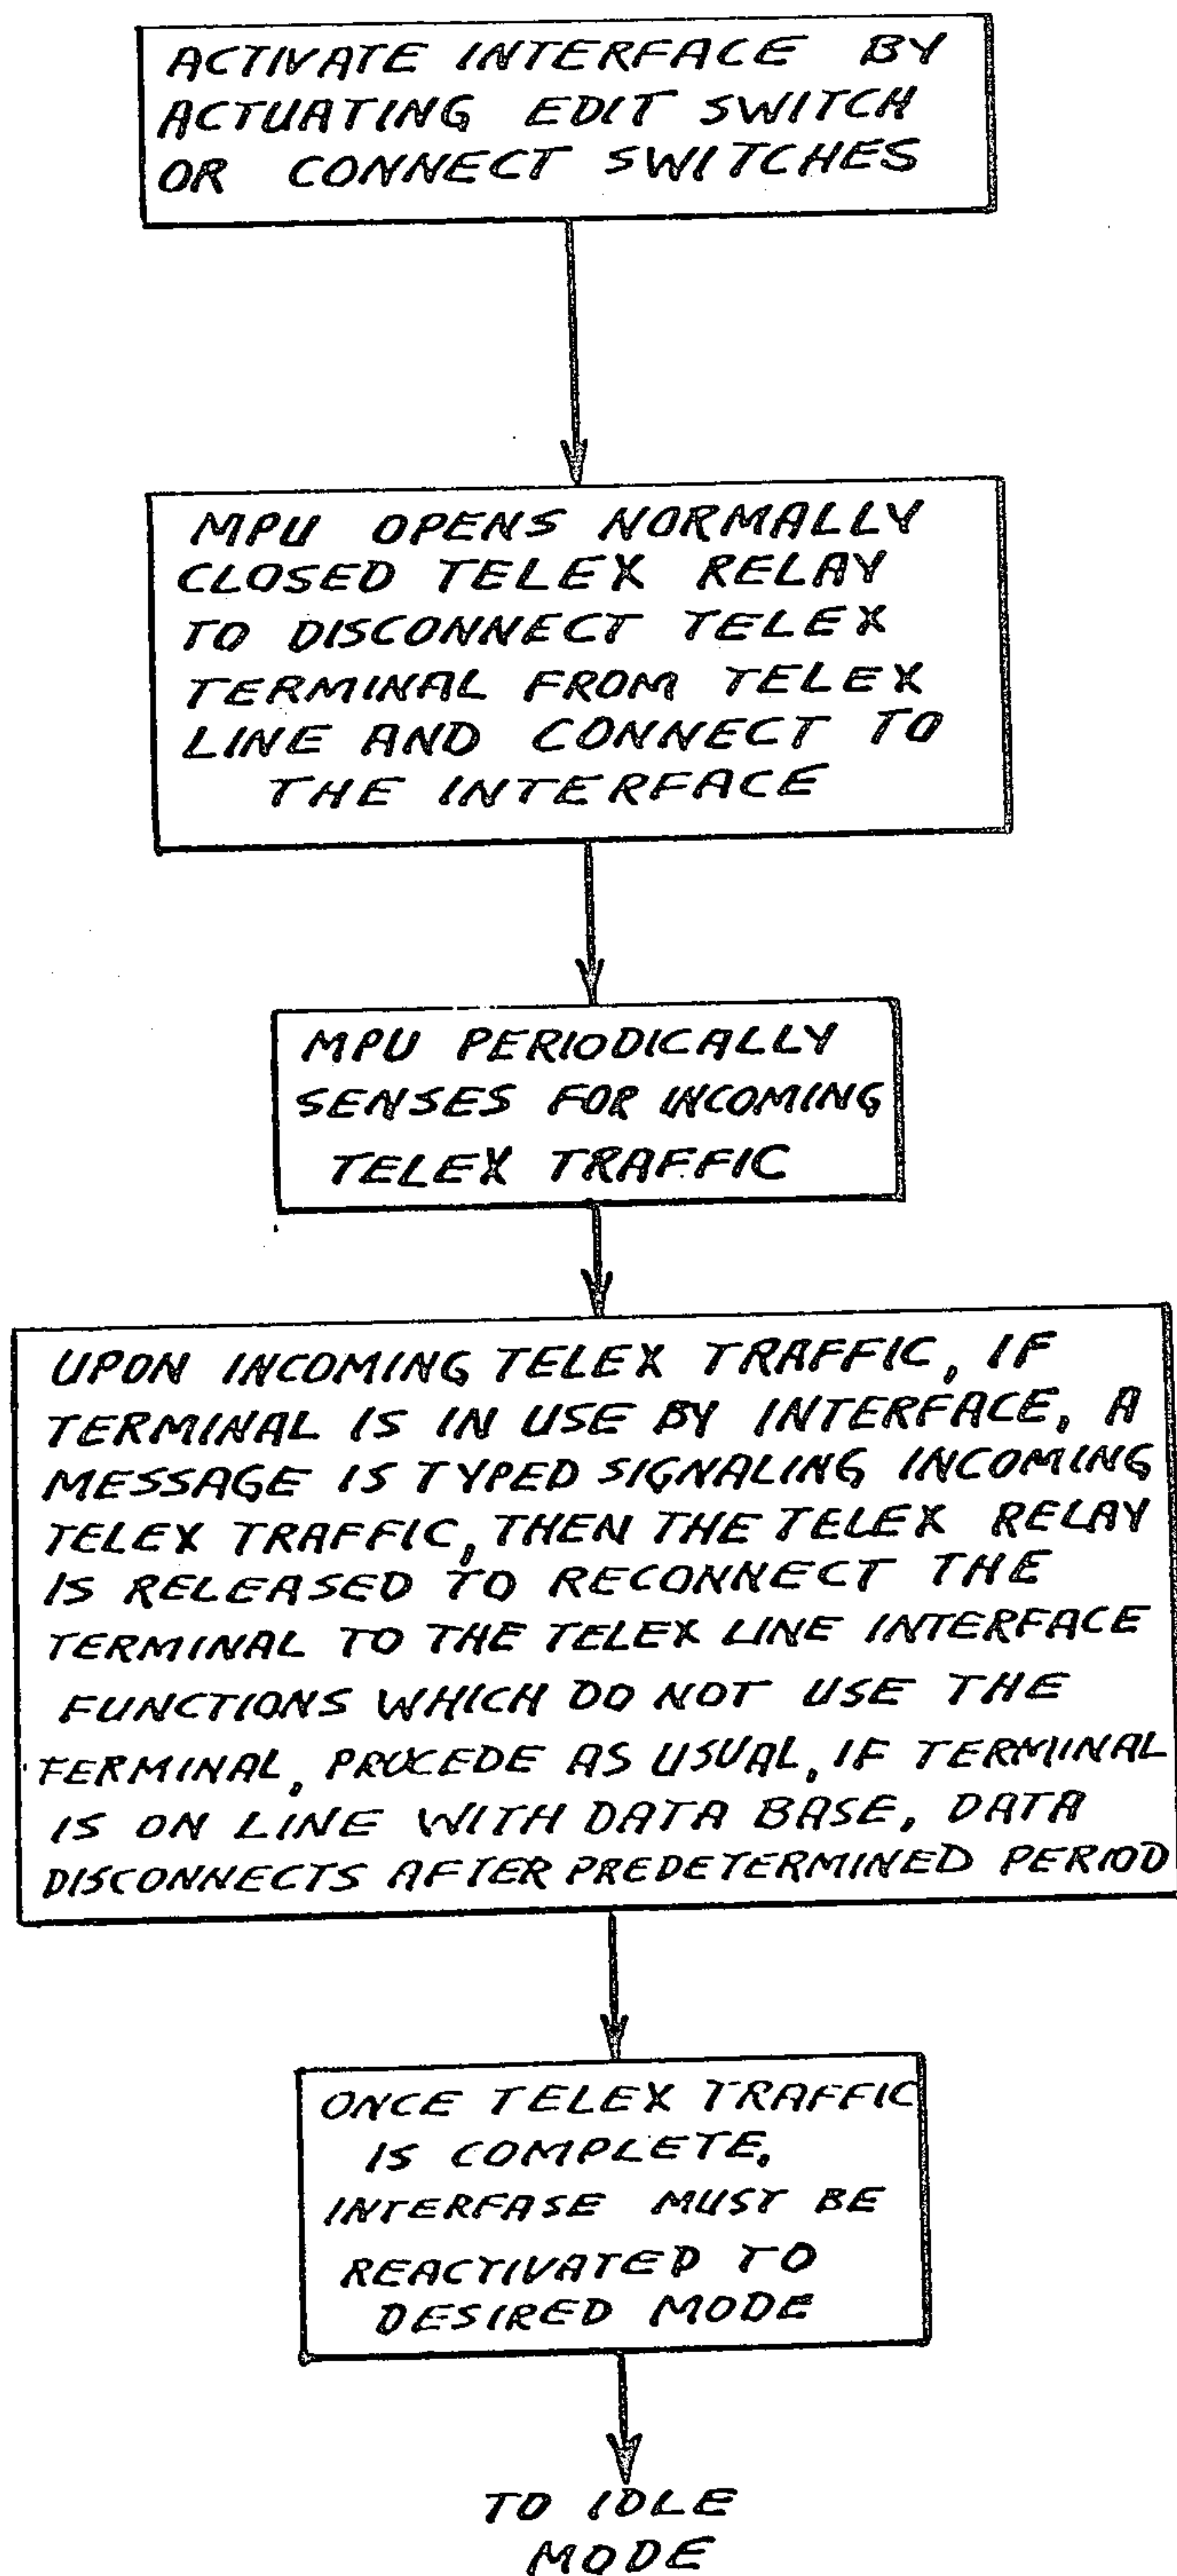 ACTIVATE INTERFACE BY
ACTUATING EDIT SWITCH
OR CONNECT SWITCHES
MPU OPENS NORMALLY
CLOSED TELEX RELAY
TO DISCONNECT TELEX
TERMINAL FROM TELEX
LINE AND CONNECT TO
THE INTERFACE
MPU PERIODICALLY
SENSES FOR INCOMING
TELEX TRAFFIC
UPON INCOMING TELEX TRAFFIC, IF
TERMINAL IS IN USE BY INTERFACE, A
MESSAGE IS TYPED SIGNALING INCOMING
TELEX TRAFFIC, THEN THE TELEX RELAY
IS RELEASED TO RECONNECT THE
TERMINAL TO THE TELEX LINE INTERFACE
FUNCTIONS WHICH DO NOT USE THE
TERMINAL, PROCEDE AS USUAL, IF TERMINAL
IS ON LINE WITH DATA BASE, DATA
DISCONNECTS AFTER PREDETERMINED PERIOD
ONCE TELEX TRAFFIC
IS COMPLETE,
INTERFASE MUST BE
REACTIVATED TO
DESIRED MODE
TO IDLE
MODE